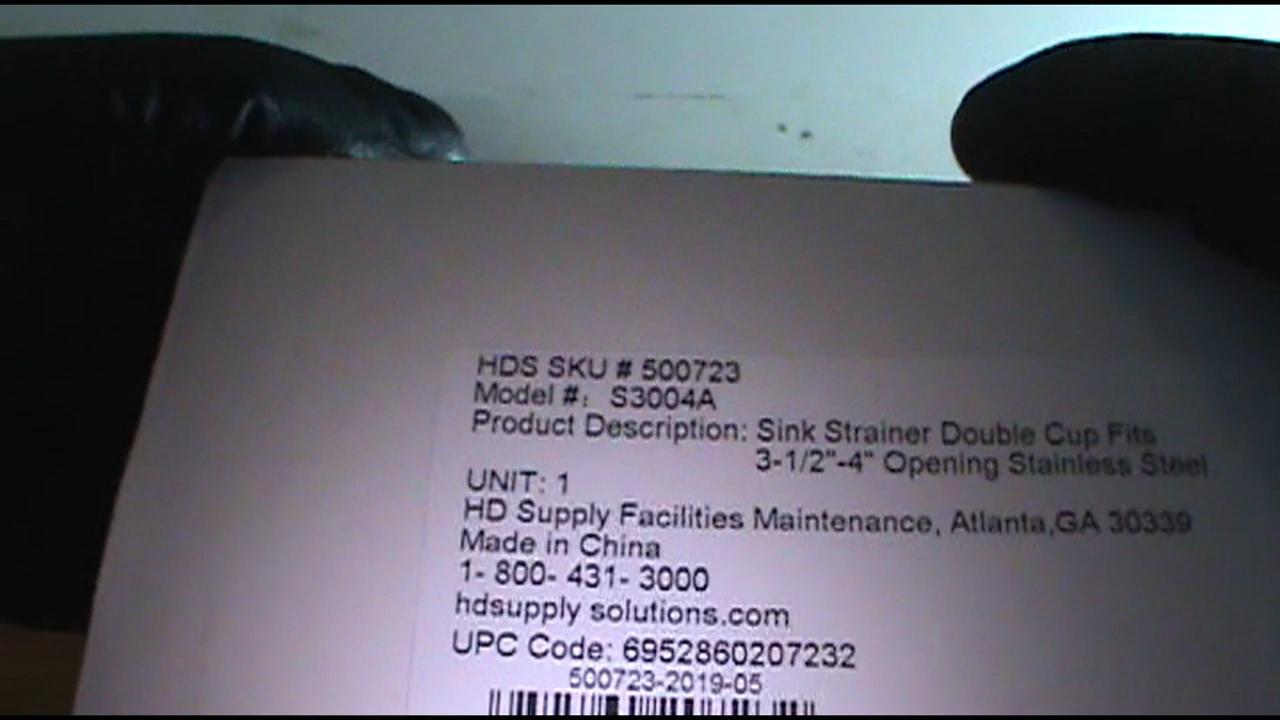 HDS SKU # 500723
Model #: S3004A
Product Description: Sink Strainer Double Cup Fits
3-1/2"-4" Opening Stainless Steel
UNIT: 1
HD Supply Facilities Maintenance, Atlanta,GA 30339
Made in China
1- 800- 431- 3000
hdsupply solutions.com
UPC Code: 6952860207232
500723-2019-05